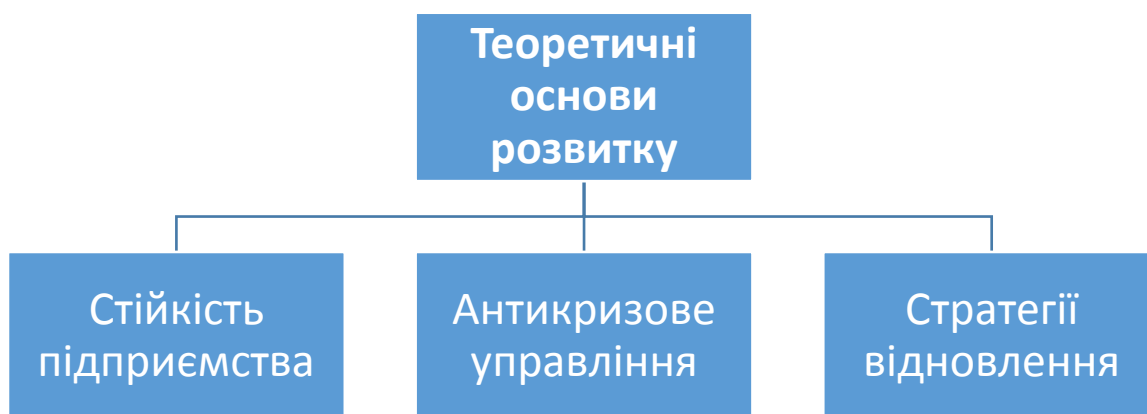 Теоретичні
основи
розвитку
Стійкість
підприємства
Антикризове
управління
Стратегії
відновлення